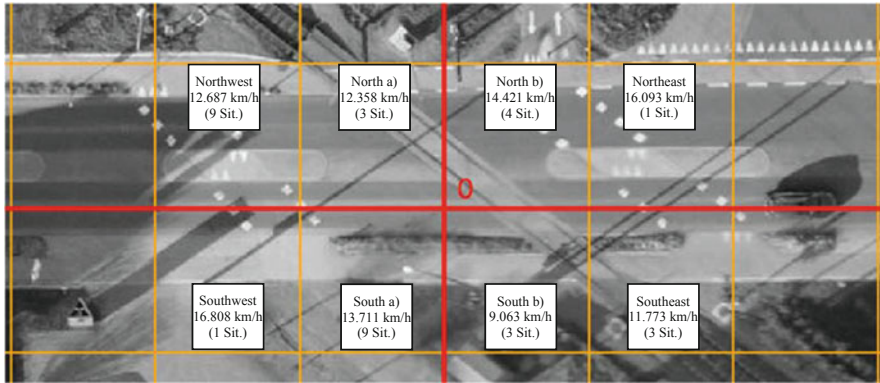 Northwest
12.687 km/h
(9 Sit.)
North a)
12.358 km/h
(3 Sit.)
North b)
14.421 km/h
(4 Sit.)
Northeast
16.093 km/h
(1 Sit.)
0
Southwest
16.808 km/h
(1 Sit.)
South a)
13.711 km/h
(9 Sit.)
South b)
9.063 km/h
(3 Sit.)
Southeast
11.773 km/h
(3 Sit.)